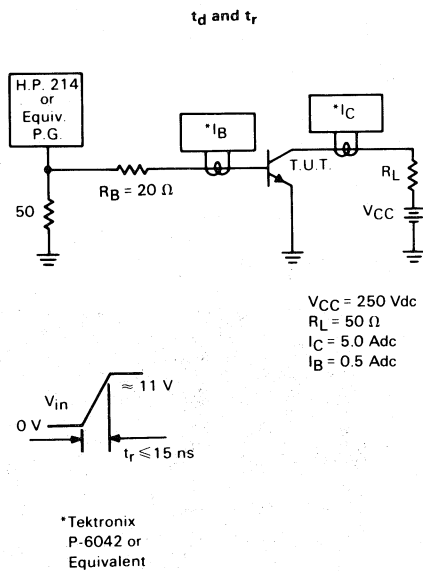 td and tr
H.P. 214
or
Equiv.
P.G.
*IB
*IC
T.U.T.
RB = 20 Ω
RL
50
VCC
VCC = 250 Vdc
RL = 50 Ω
IC = 5.0 Adc
IB = 0.5 Adc
Vin
≈ 11 V
0 V
tr ≤ 15 ns
*Tektronix
P-6042 or
Equivalent